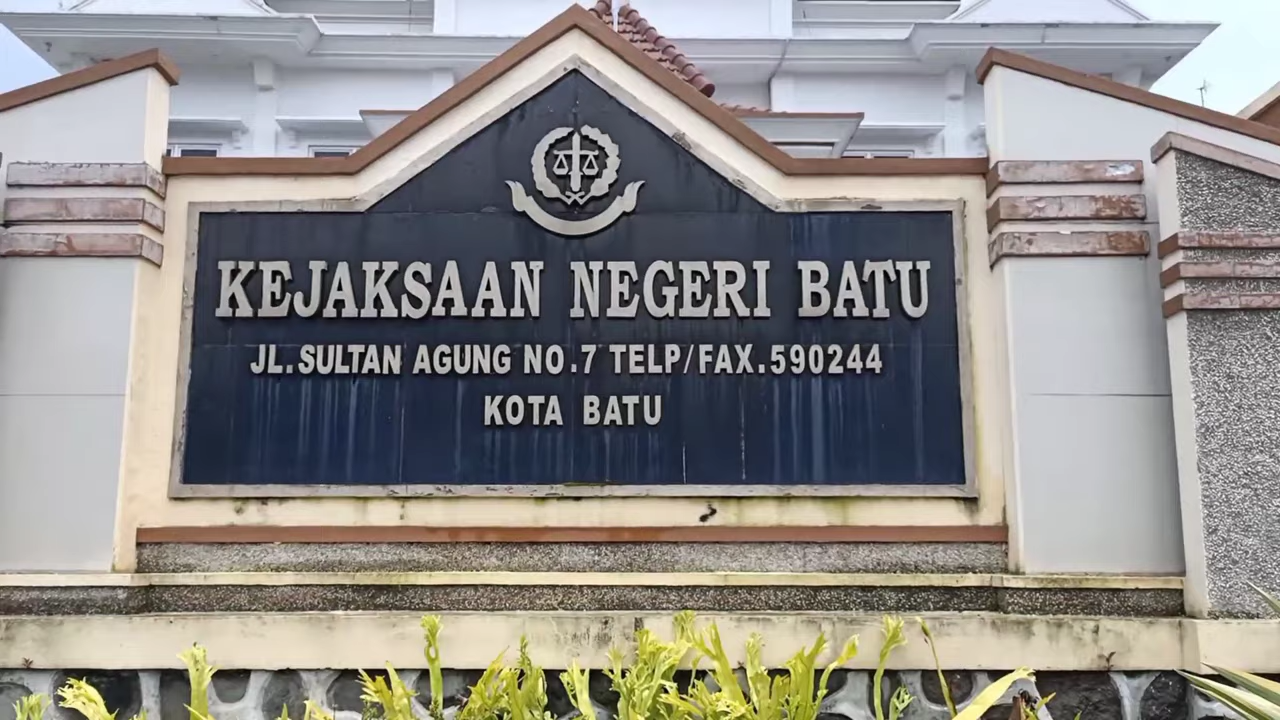 KEJAKSAAN NEGERI BATU
JL.SULTAN AGUNG NO.7 TELP/FAX.590244
KOTA BATU